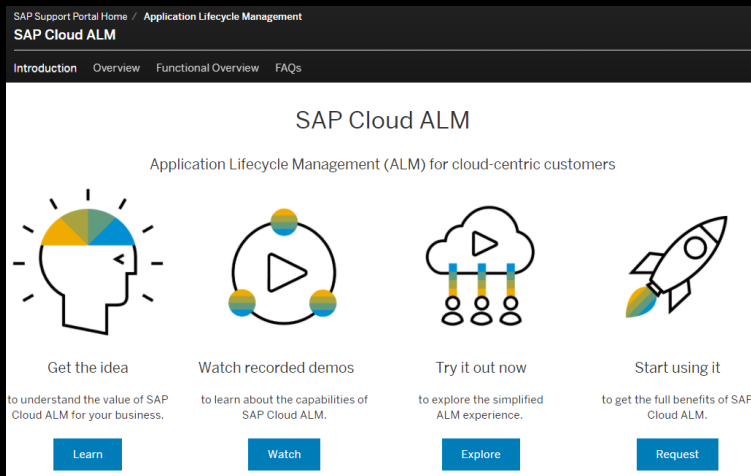 SAP Support Portal Home / Application Lifecycle Management
SAP Cloud ALM
Introduction Overview Functional Overview FAQs
SAP Cloud ALM
Application Lifecycle Management (ALM) for cloud-centric customers
Get the idea
to understand the value of SAP
Cloud ALM for your business.
Learn
Watch recorded demos
to learn about the capabilities of
SAP Cloud ALM.
Watch
Try it out now
to explore the simplified
ALM experience.
Explore
Start using it
to get the full benefits of SAP
Cloud ALM.
Request